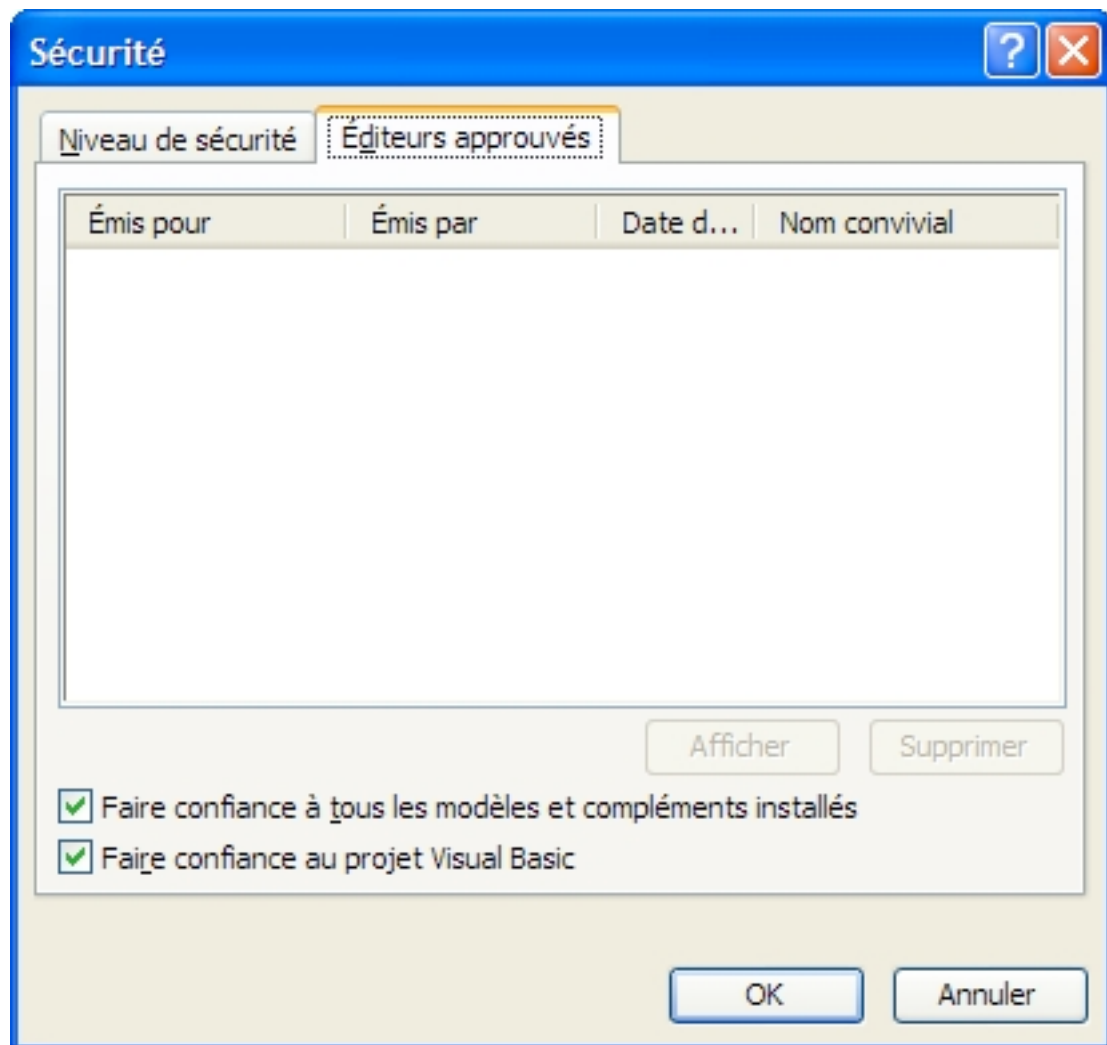 Sécurité
Niveau de sécurité Éditeurs approuvés
Émis pour Émis par Date d... Nom convivial
Afficher Supprimer
Faire confiance à tous les modèles et compléments installés
Faire confiance au projet Visual Basic
OK Annuler